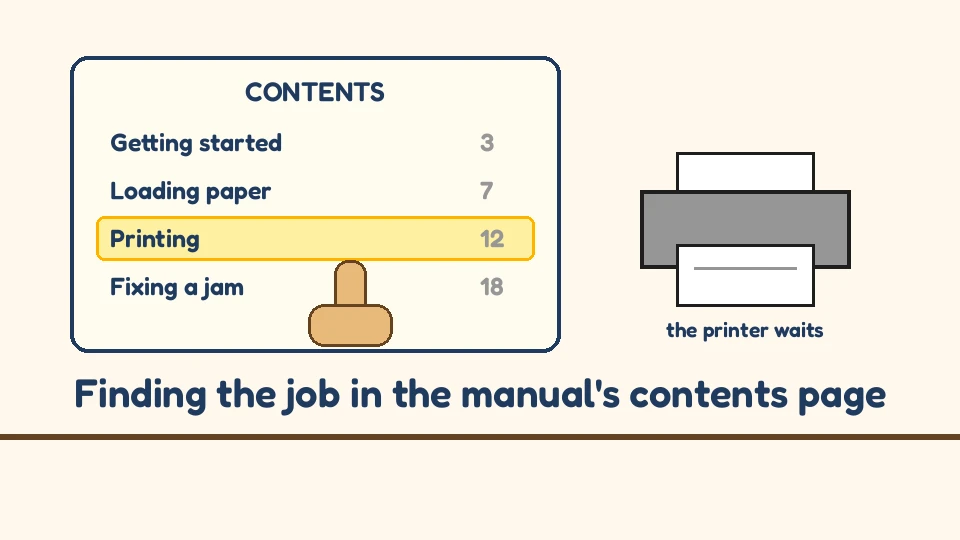 CONTENTS
Getting started 3
Loading paper 7
Printing 12
Fixing a jam 18
the printer waits
Finding the job in the manual's contents page